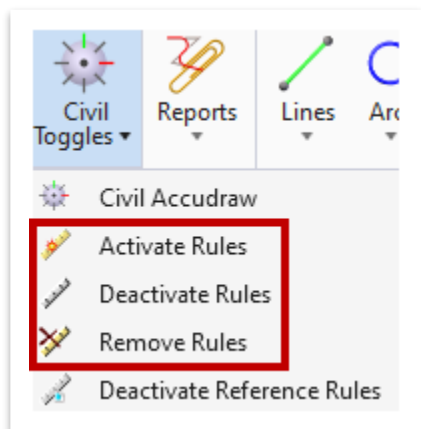 Civil
Toggles
Reports
Lines
Civil Accudraw
Activate Rules
Deactivate Rules
Remove Rules
Deactivate Reference Rules